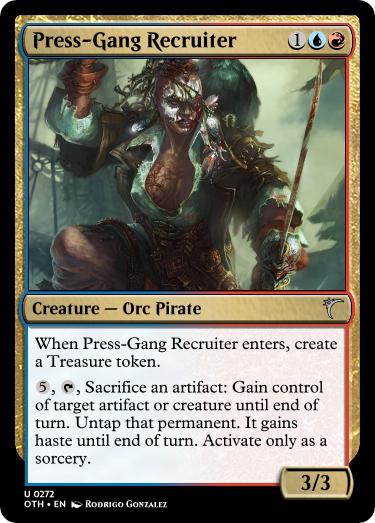 Press-Gang Recruiter 1
Creature — Orc Pirate
When Press-Gang Recruiter enters, create
a Treasure token.
5, , Sacrifice an artifact: Gain control
of target artifact or creature until end of
turn. Untap that permanent. It gains
haste until end of turn. Activate only as a
sorcery.
3/3
U 0272
OTH • EN Rodrigo Gonzalez